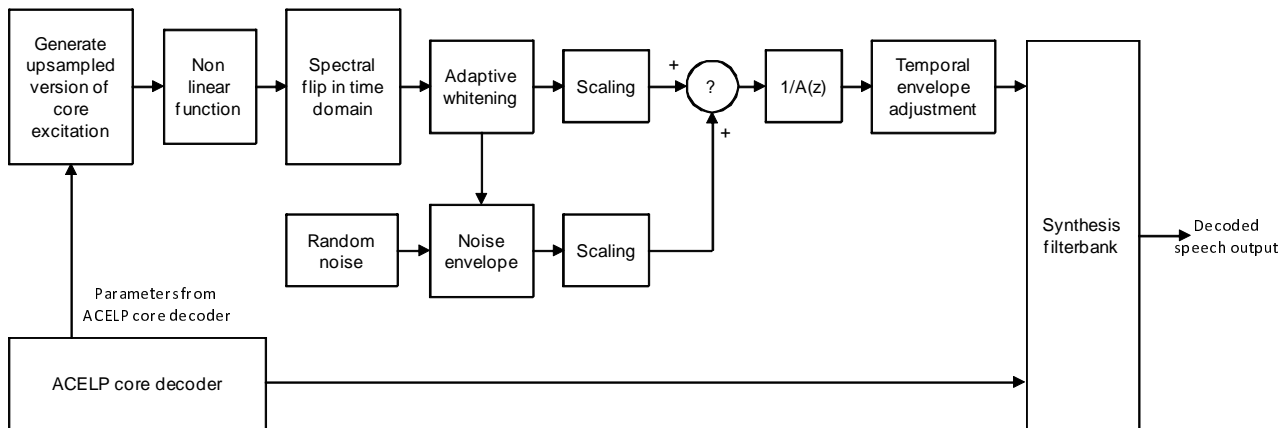 Generate
upsampled
version of
core
excitation
Non
linear
function
Spectral
flip in time
domain
Adaptive
whitening
Scaling
+
?
1/A(z)
Temporal
envelope
adjustment
+
Random
noise
Noise
envelope
Scaling
Synthesis
filterbank
Decoded
speech output
Parameters from
ACELP core decoder
ACELP core decoder